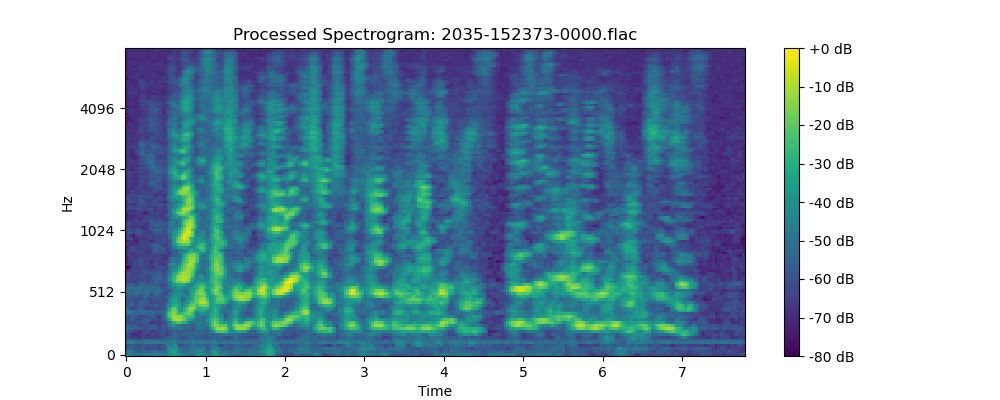 Processed Spectrogram: 2035-152373-0000.flac
+0 dB
4096
-10 dB
-20 dB
2048
-30 dB
Hz
1024
-40 dB
-50 dB
512
-60 dB
-70 dB
0
-80 dB
0 1 2 3 4 5 6 7
Time